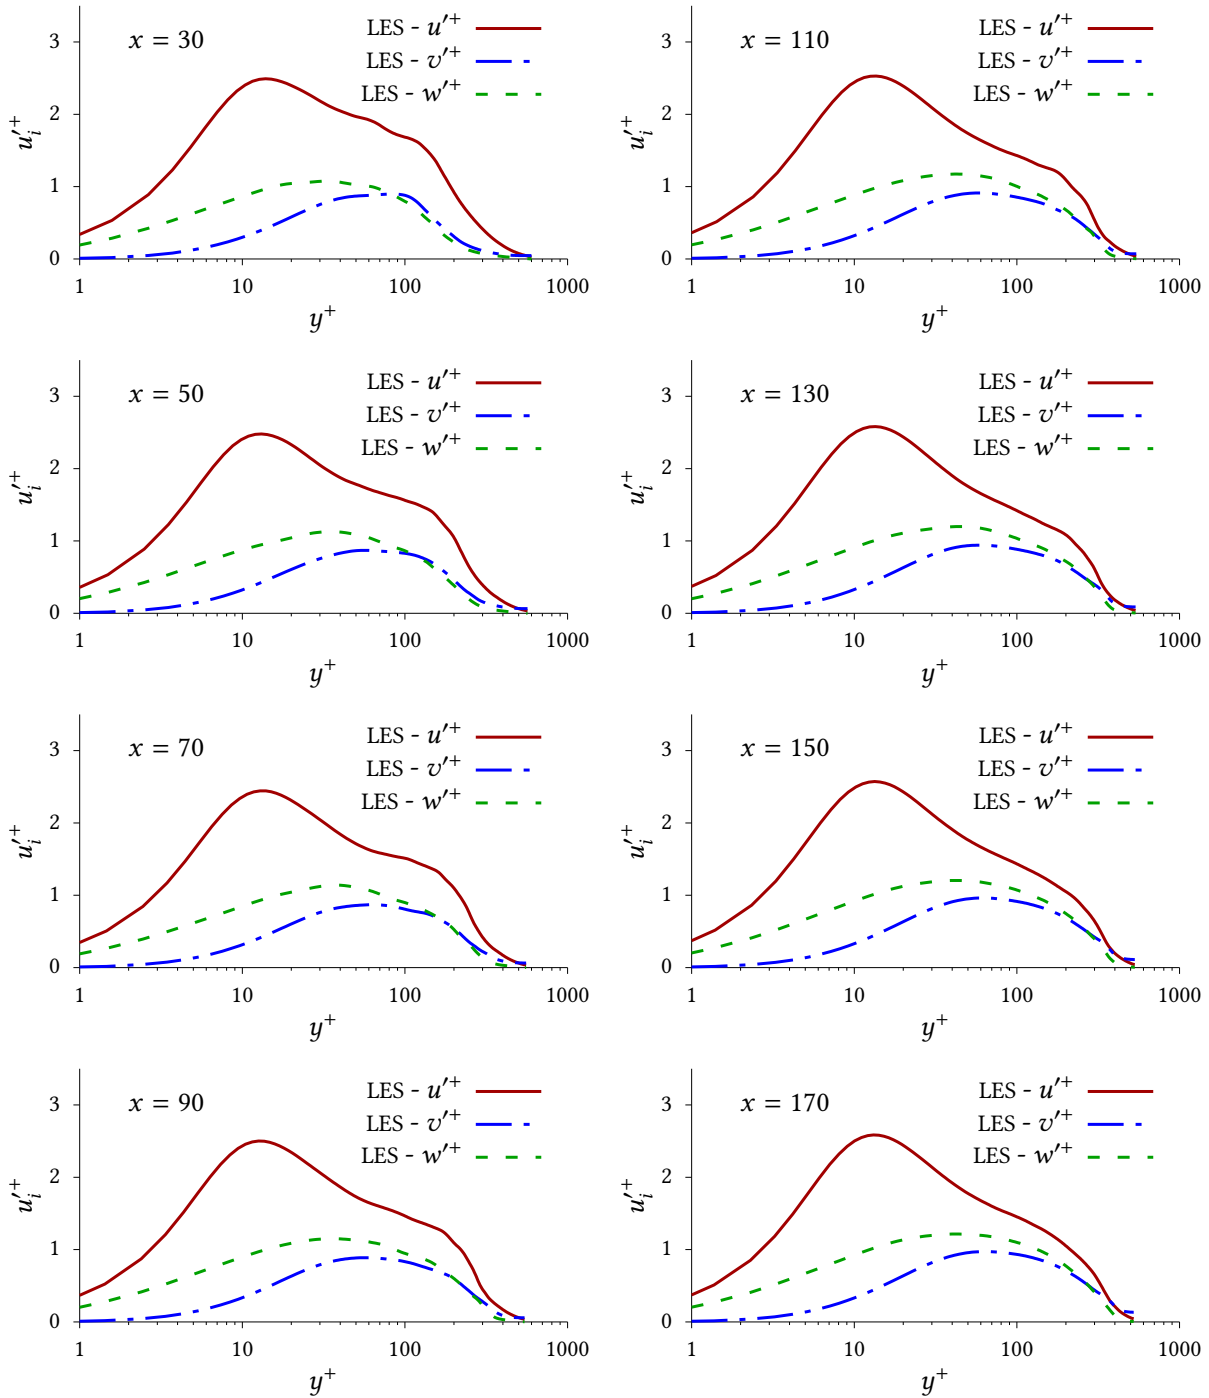 x = 30
LES - u′⁺
LES - v′⁺
LES - w′⁺
3
2
1
0
u′ᵢ⁺
1 10 100 1000
y⁺
x = 110
LES - u′⁺
LES - v′⁺
LES - w′⁺
3
2
1
0
u′ᵢ⁺
1 10 100 1000
y⁺
x = 50
LES - u′⁺
LES - v′⁺
LES - w′⁺
3
2
1
0
u′ᵢ⁺
1 10 100 1000
y⁺
x = 130
LES - u′⁺
LES - v′⁺
LES - w′⁺
3
2
1
0
u′ᵢ⁺
1 10 100 1000
y⁺
x = 70
LES - u′⁺
LES - v′⁺
LES - w′⁺
3
2
1
0
u′ᵢ⁺
1 10 100 1000
y⁺
x = 150
LES - u′⁺
LES - v′⁺
LES - w′⁺
3
2
1
0
u′ᵢ⁺
1 10 100 1000
y⁺
x = 90
LES - u′⁺
LES - v′⁺
LES - w′⁺
3
2
1
0
u′ᵢ⁺
1 10 100 1000
y⁺
x = 170
LES - u′⁺
LES - v′⁺
LES - w′⁺
3
2
1
0
u′ᵢ⁺
1 10 100 1000
y⁺